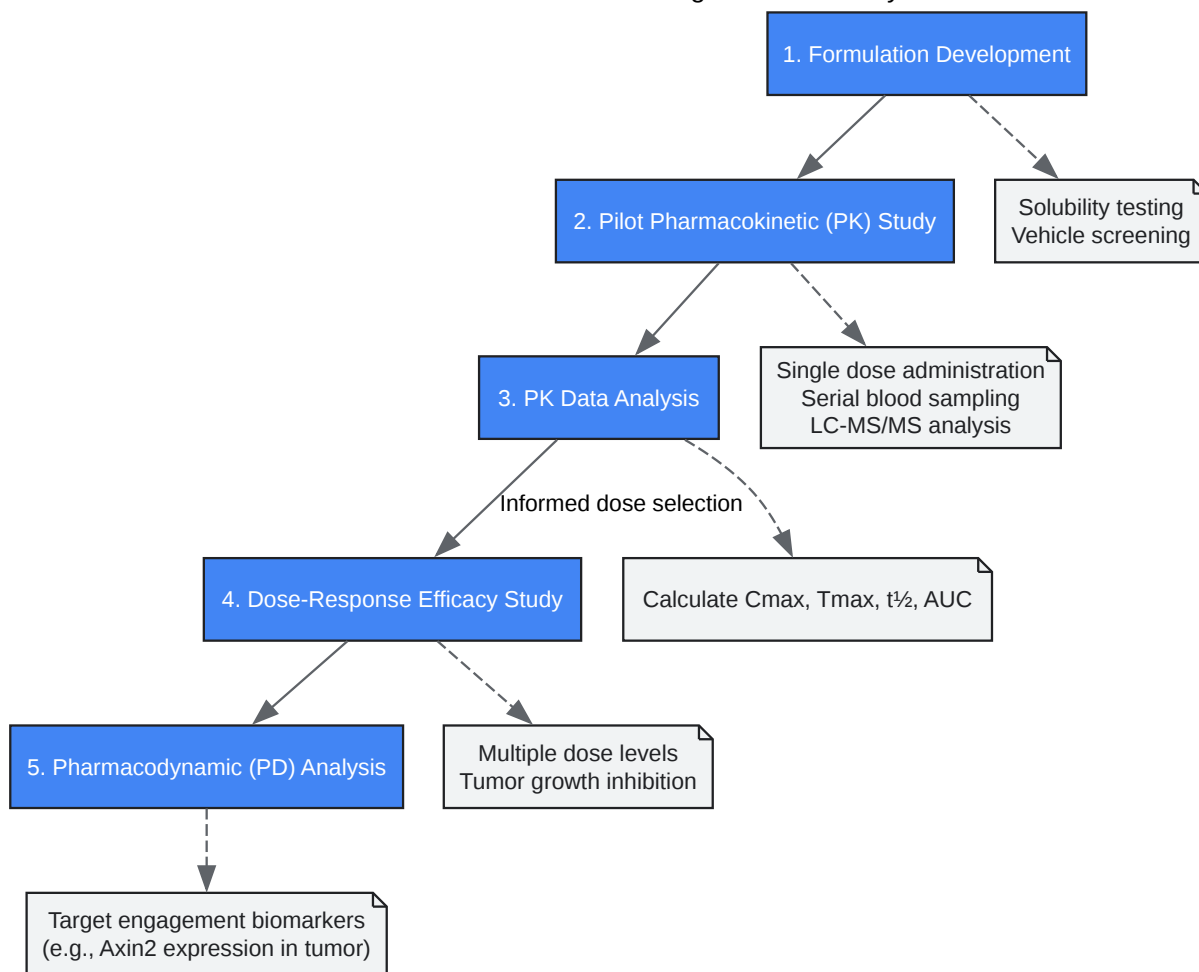 1. Formulation Development
2. Pilot Pharmacokinetic (PK) Study
Solubility testing
Vehicle screening
3. PK Data Analysis
Single dose administration
Serial blood sampling
LC-MS/MS analysis
Informed dose selection
4. Dose-Response Efficacy Study
Calculate Cmax, Tmax, t½, AUC
5. Pharmacodynamic (PD) Analysis
Multiple dose levels
Tumor growth inhibition
Target engagement biomarkers
(e.g., Axin2 expression in tumor)